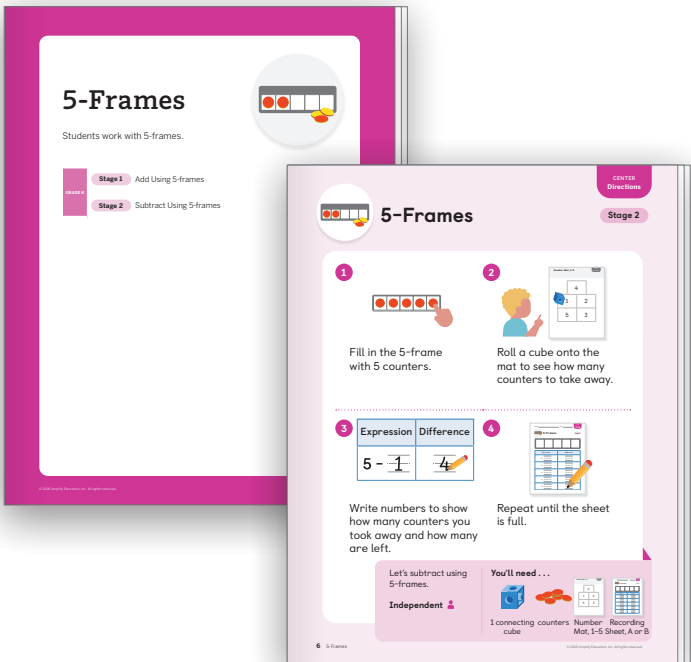 5-Frames
Students work with 5-frames.
GRADE K
Stage 1 Add Using 5-frames
Stage 2 Subtract Using 5-frames
CENTER
Directions
5-Frames
Stage 2
1
Fill in the 5-frame
with 5 counters.
2
4
1 2
5 3
Roll a cube onto the
mat to see how many
counters to take away.
3
Expression Difference
5 - 1 4
Write numbers to show
how many counters you
took away and how many
are left.
4
Repeat until the sheet
is full.
Let's subtract using
5-frames.
Independent
You'll need . . .
1 connecting
cube
counters
Number
Mat, 1–5
Recording
Sheet, A or B
6 5-Frames